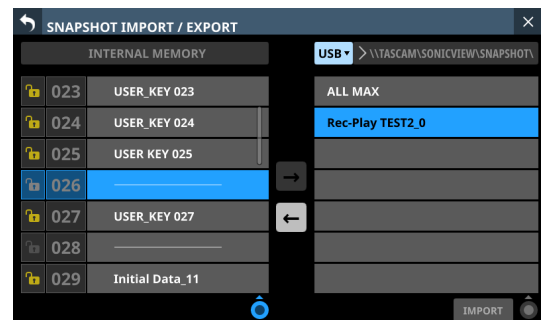 SNAPSHOT IMPORT / EXPORT
INTERNAL MEMORY
USB
\\TASCAM\SONICVIEW\SNAPSHOT\
023 USER_KEY 023
024 USER_KEY 024
025 USER KEY 025
026
027 USER_KEY 027
028
029 Initial Data_11
ALL MAX
Rec-Play TEST2_0
IMPORT